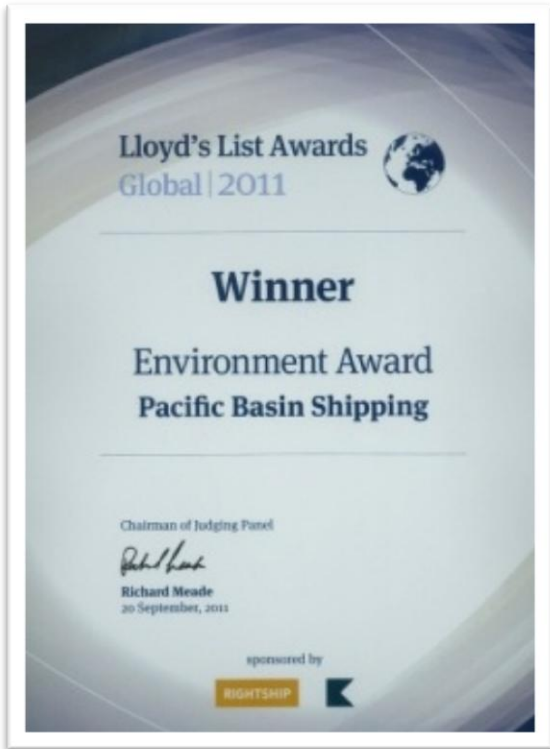 Lloyd's List Awards
Global | 2011
Winner
Environment Award
Pacific Basin Shipping
Chairman of Judging Panel
Richard Meade
20 September, 2011
sponsored by
RIGHTSHIP